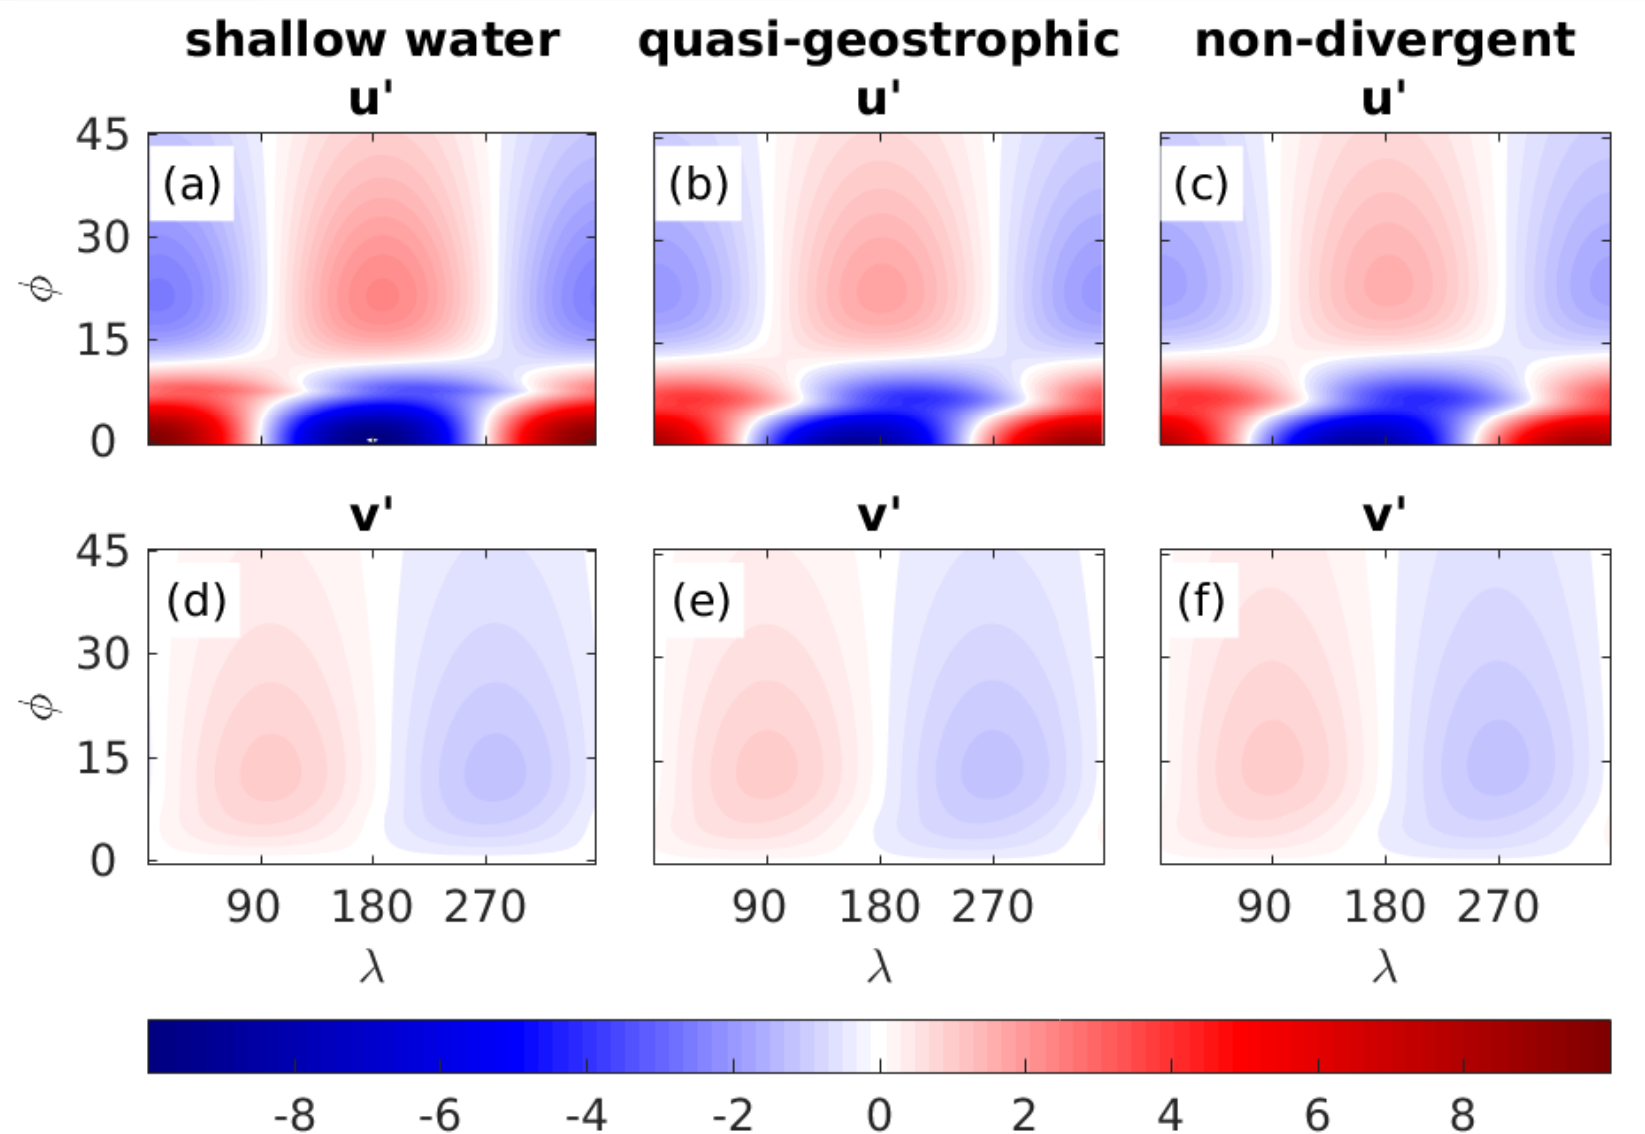 shallow water quasi-geostrophic non-divergent
u' u' u'
45
(a) (b) (c)
30
ϕ
15
0
v' v' v'
45
(d) (e) (f)
30
ϕ
15
0
90 180 270 90 180 270 90 180 270
λ λ λ
-8 -6 -4 -2 0 2 4 6 8